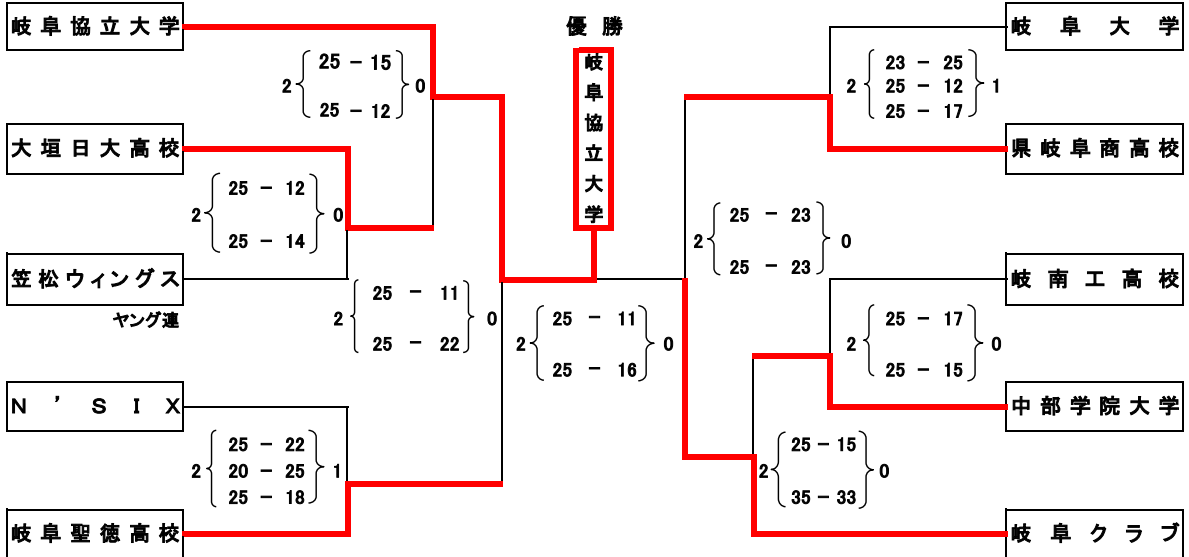 岐阜協立大学
優勝
岐阜大学
25 － 15
25 － 12
2
0
23 － 25
25 － 12
25 － 17
2
1
岐阜協立大学
大垣日大高校
県岐阜商高校
25 － 12
25 － 14
2
0
25 － 23
25 － 23
2
0
笠松ウィングス
ヤング連
岐南工高校
25 － 11
25 － 22
2
0
25 － 11
25 － 16
2
0
25 － 17
25 － 15
2
0
Ｎ＇ＳＩＸ
中部学院大学
25 － 22
20 － 25
25 － 18
2
1
25－15
35－33
2
0
岐阜聖徳高校
岐阜クラブ